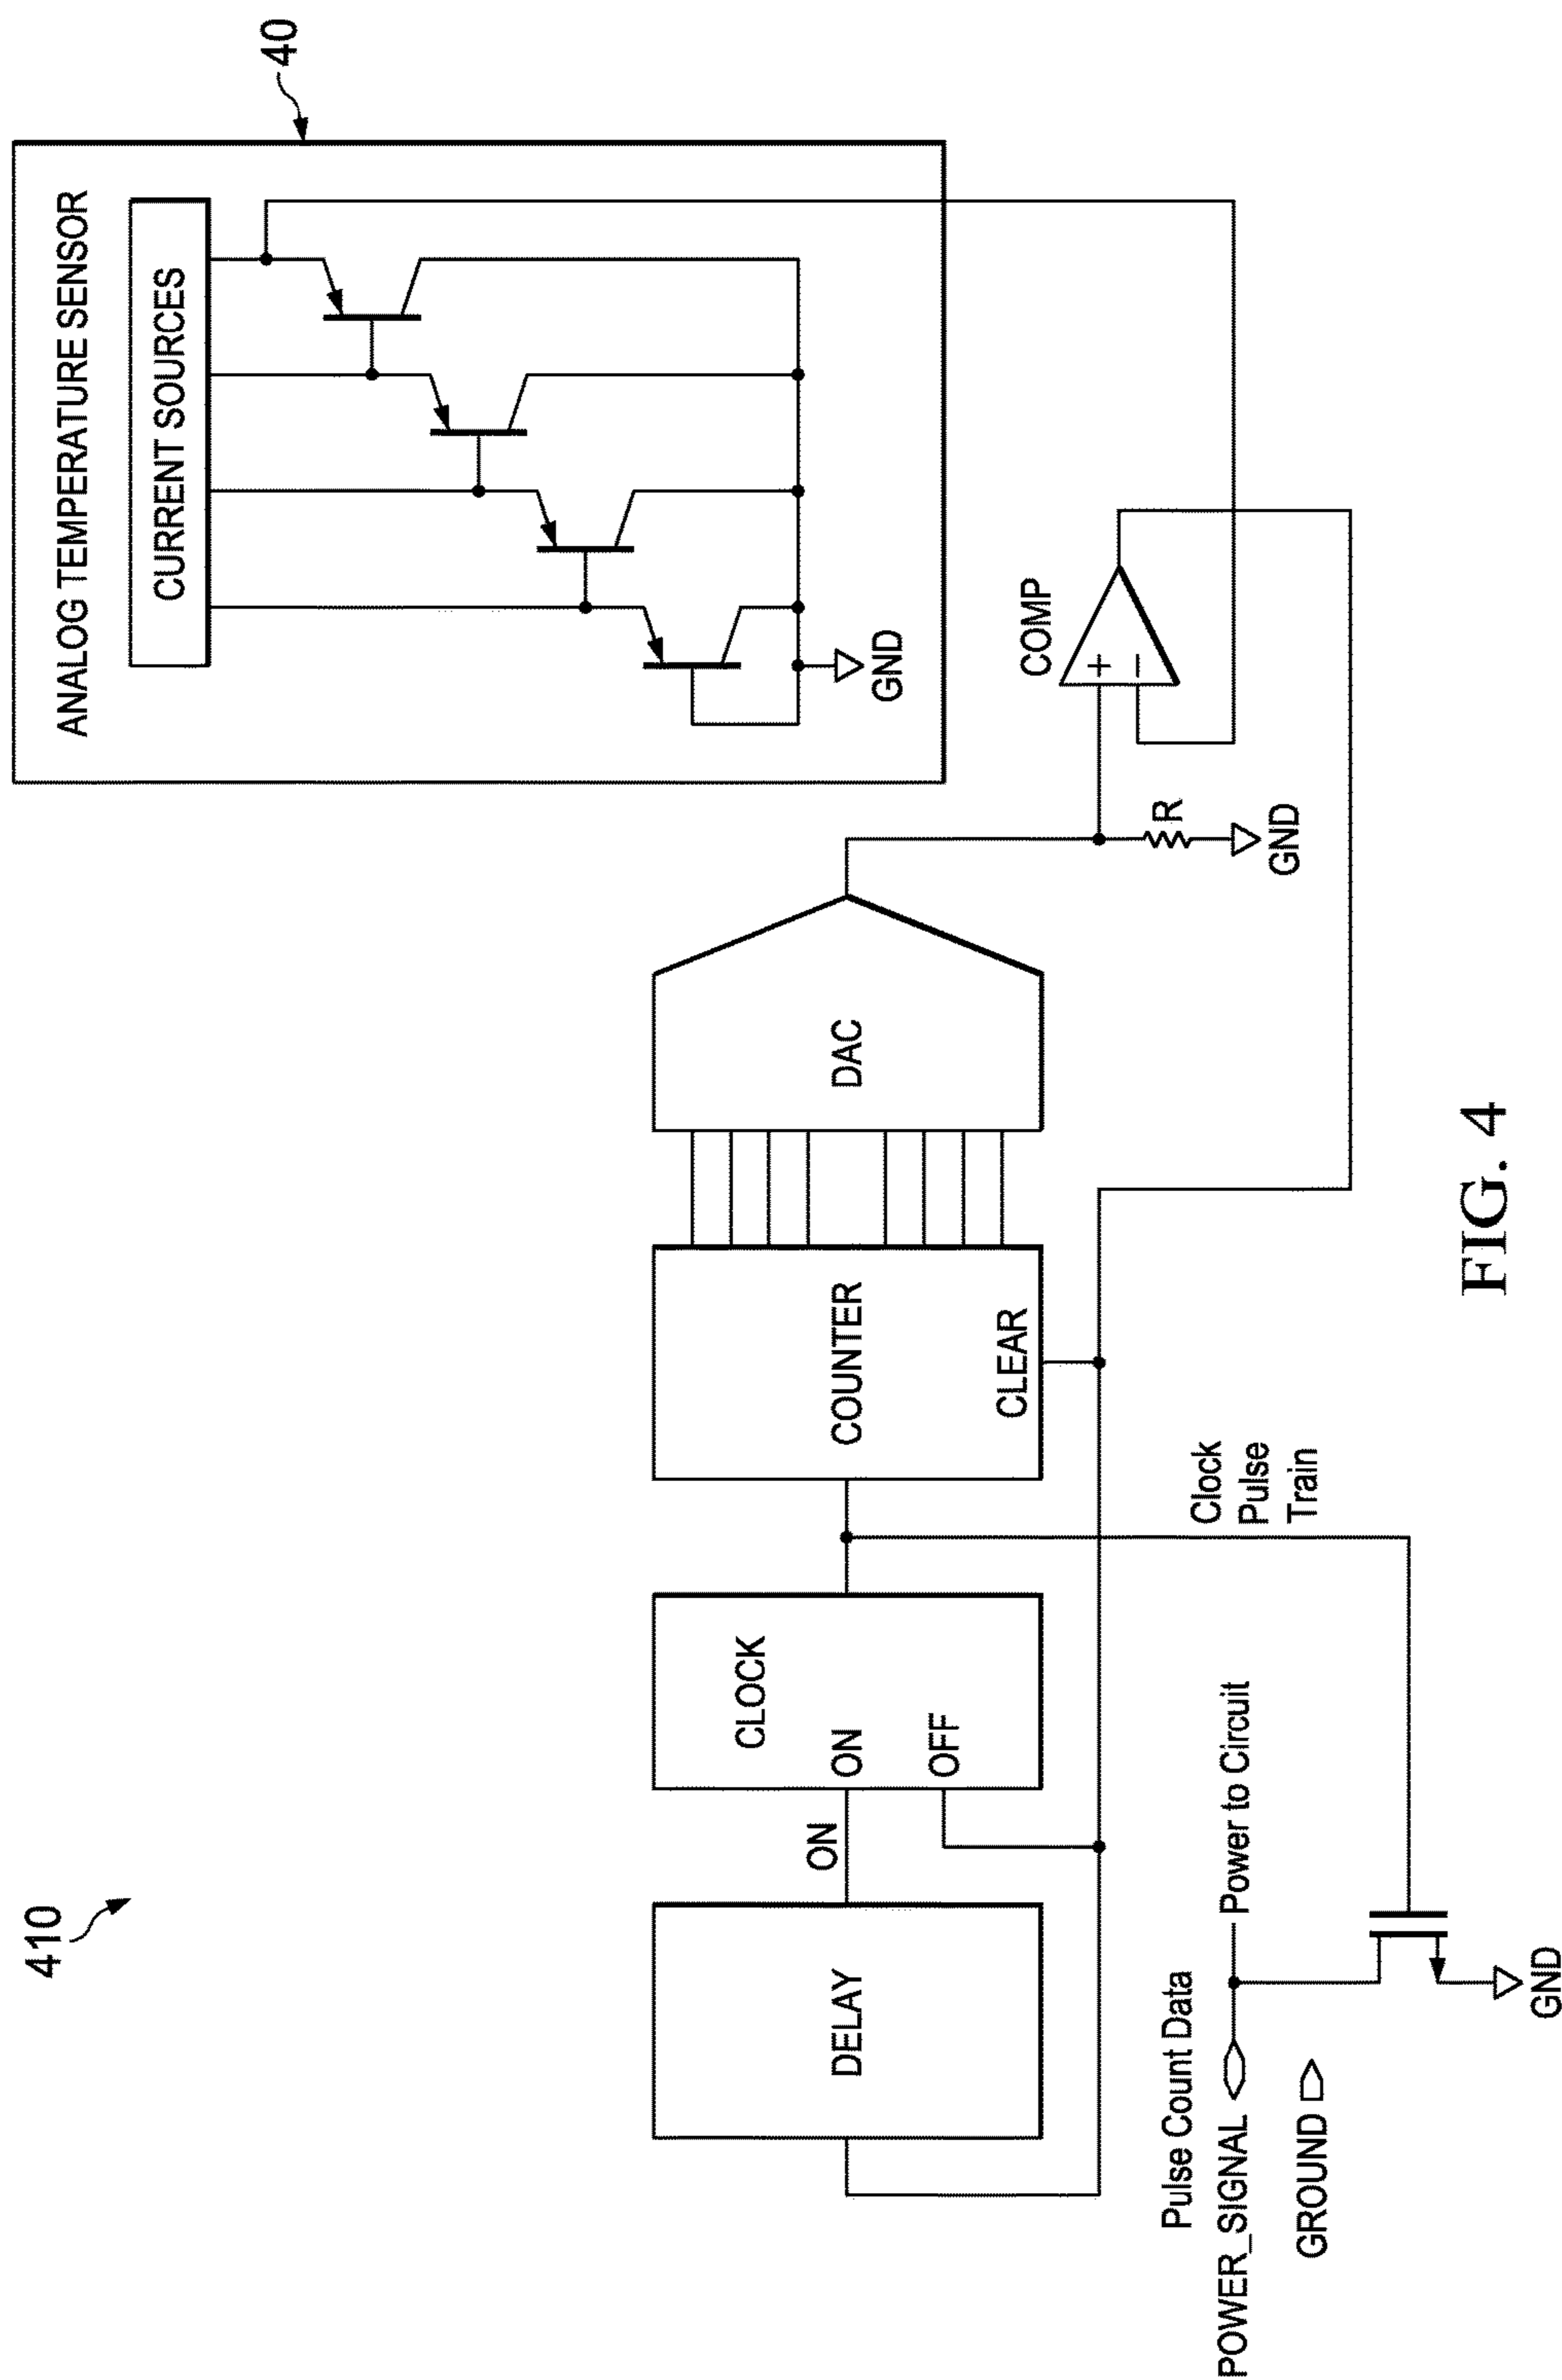 410
ANALOG TEMPERATURE SENSOR
40
CURRENT SOURCES
GND
DELAY
ON
CLOCK
ON
OFF
COUNTER
CLEAR
DAC
COMP
+
−
R
GND
Clock
Pulse
Train
Pulse Count Data
POWER_SIGNAL
Power to Circuit
GROUND
GND
FIG. 4